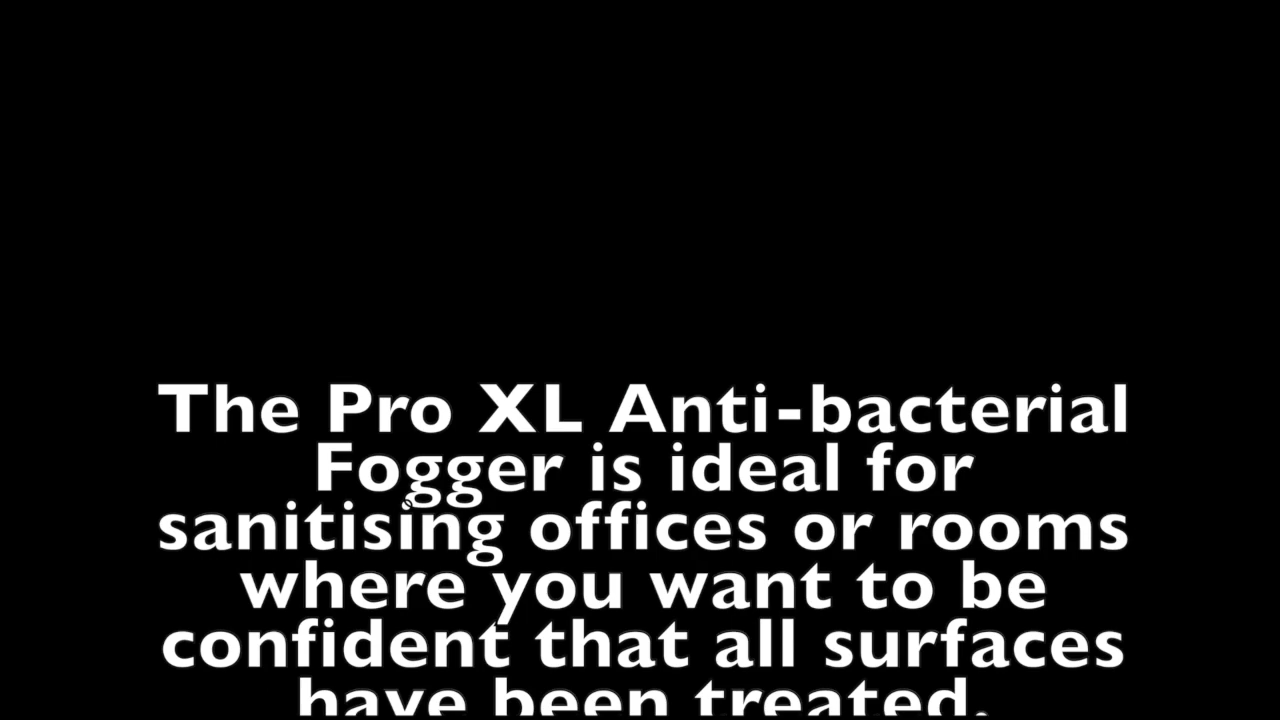 The Pro XL Anti-bacterial
Fogger is ideal for
sanitising offices or rooms
where you want to be
confident that all surfaces
have been treated.